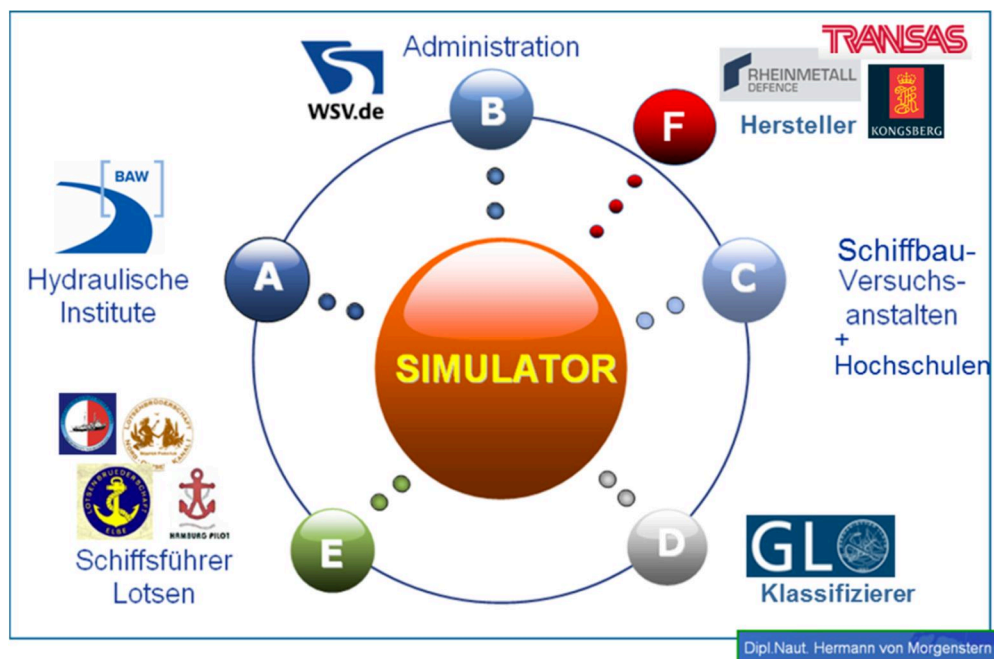 Administration
WSV.de
B
TRANSAS
RHEINMETALL
DEFENCE
F
Hersteller
KONGSBERG
BAW
A
Hydraulische
Institute
C
Schiffbau-
Versuchs-
anstalten
+
Hochschulen
SIMULATOR
LOTSENBRUEDERSCHAFT
ELBE
HAMBURG PILOT
E
Schiffsführer
Lotsen
D
GL
Klassifizierer
Dipl.Naut. Hermann von Morgenstern